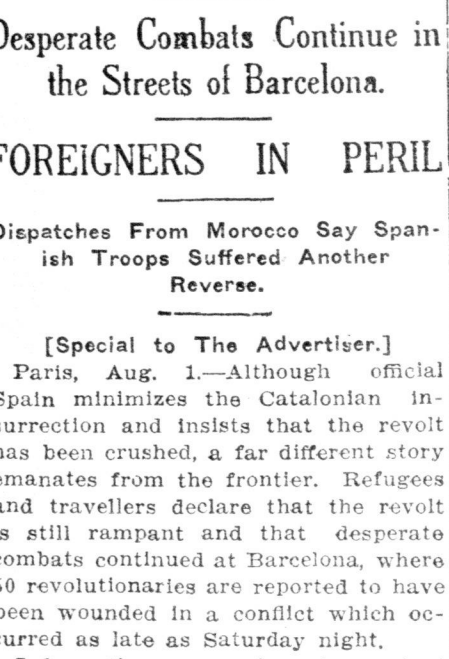 Desperate Combats Continue in
the Streets of Barcelona.
FOREIGNERS IN PERIL
Dispatches From Morocco Say Span-
ish Troops Suffered Another
Reverse.
[Special to The Advertiser.]
Paris, Aug. 1.—Although official
Spain minimizes the Catalonian in-
surrection and insists that the revolt
has been crushed, a far different story
emanates from the frontier. Refugees
and travellers declare that the revolt
is still rampant and that desperate
combats continued at Barcelona, where
50 revolutionaries are reported to have
been wounded in a conflict which oc-
curred as late as Saturday night.